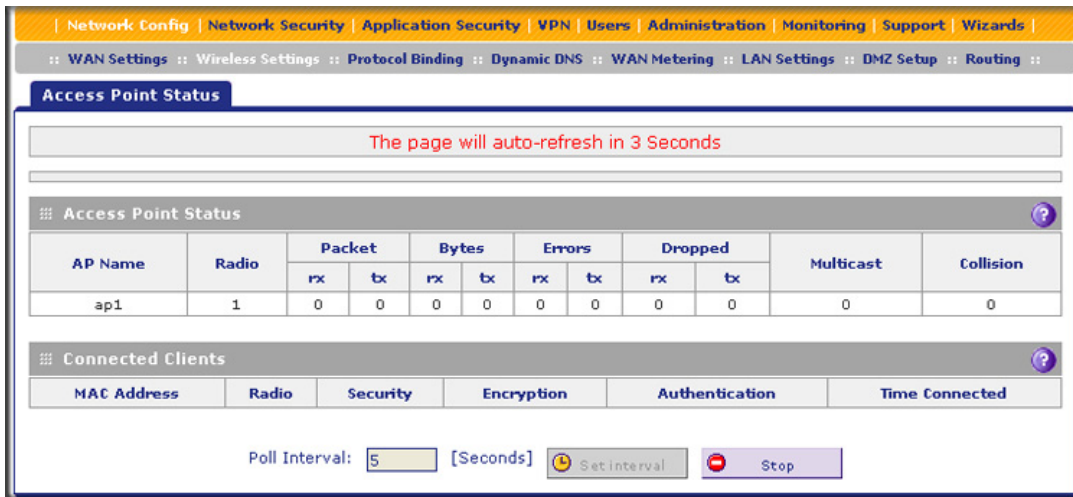 | Network Config | Network Security | Application Security | VPN | Users | Administration | Monitoring | Support | Wizards |
:: WAN Settings :: Wireless Settings :: Protocol Binding :: Dynamic DNS :: WAN Metering :: LAN Settings :: DMZ Setup :: Routing ::
Access Point Status
The page will auto-refresh in 3 Seconds
Access Point Status ?
AP Name Radio Packet Bytes Errors Dropped Multicast Collision
rx tx rx tx rx tx rx tx
ap1 1 0 0 0 0 0 0 0 0 0 0
Connected Clients ?
MAC Address Radio Security Encryption Authentication Time Connected
Poll Interval: 5 [Seconds] Set interval Stop